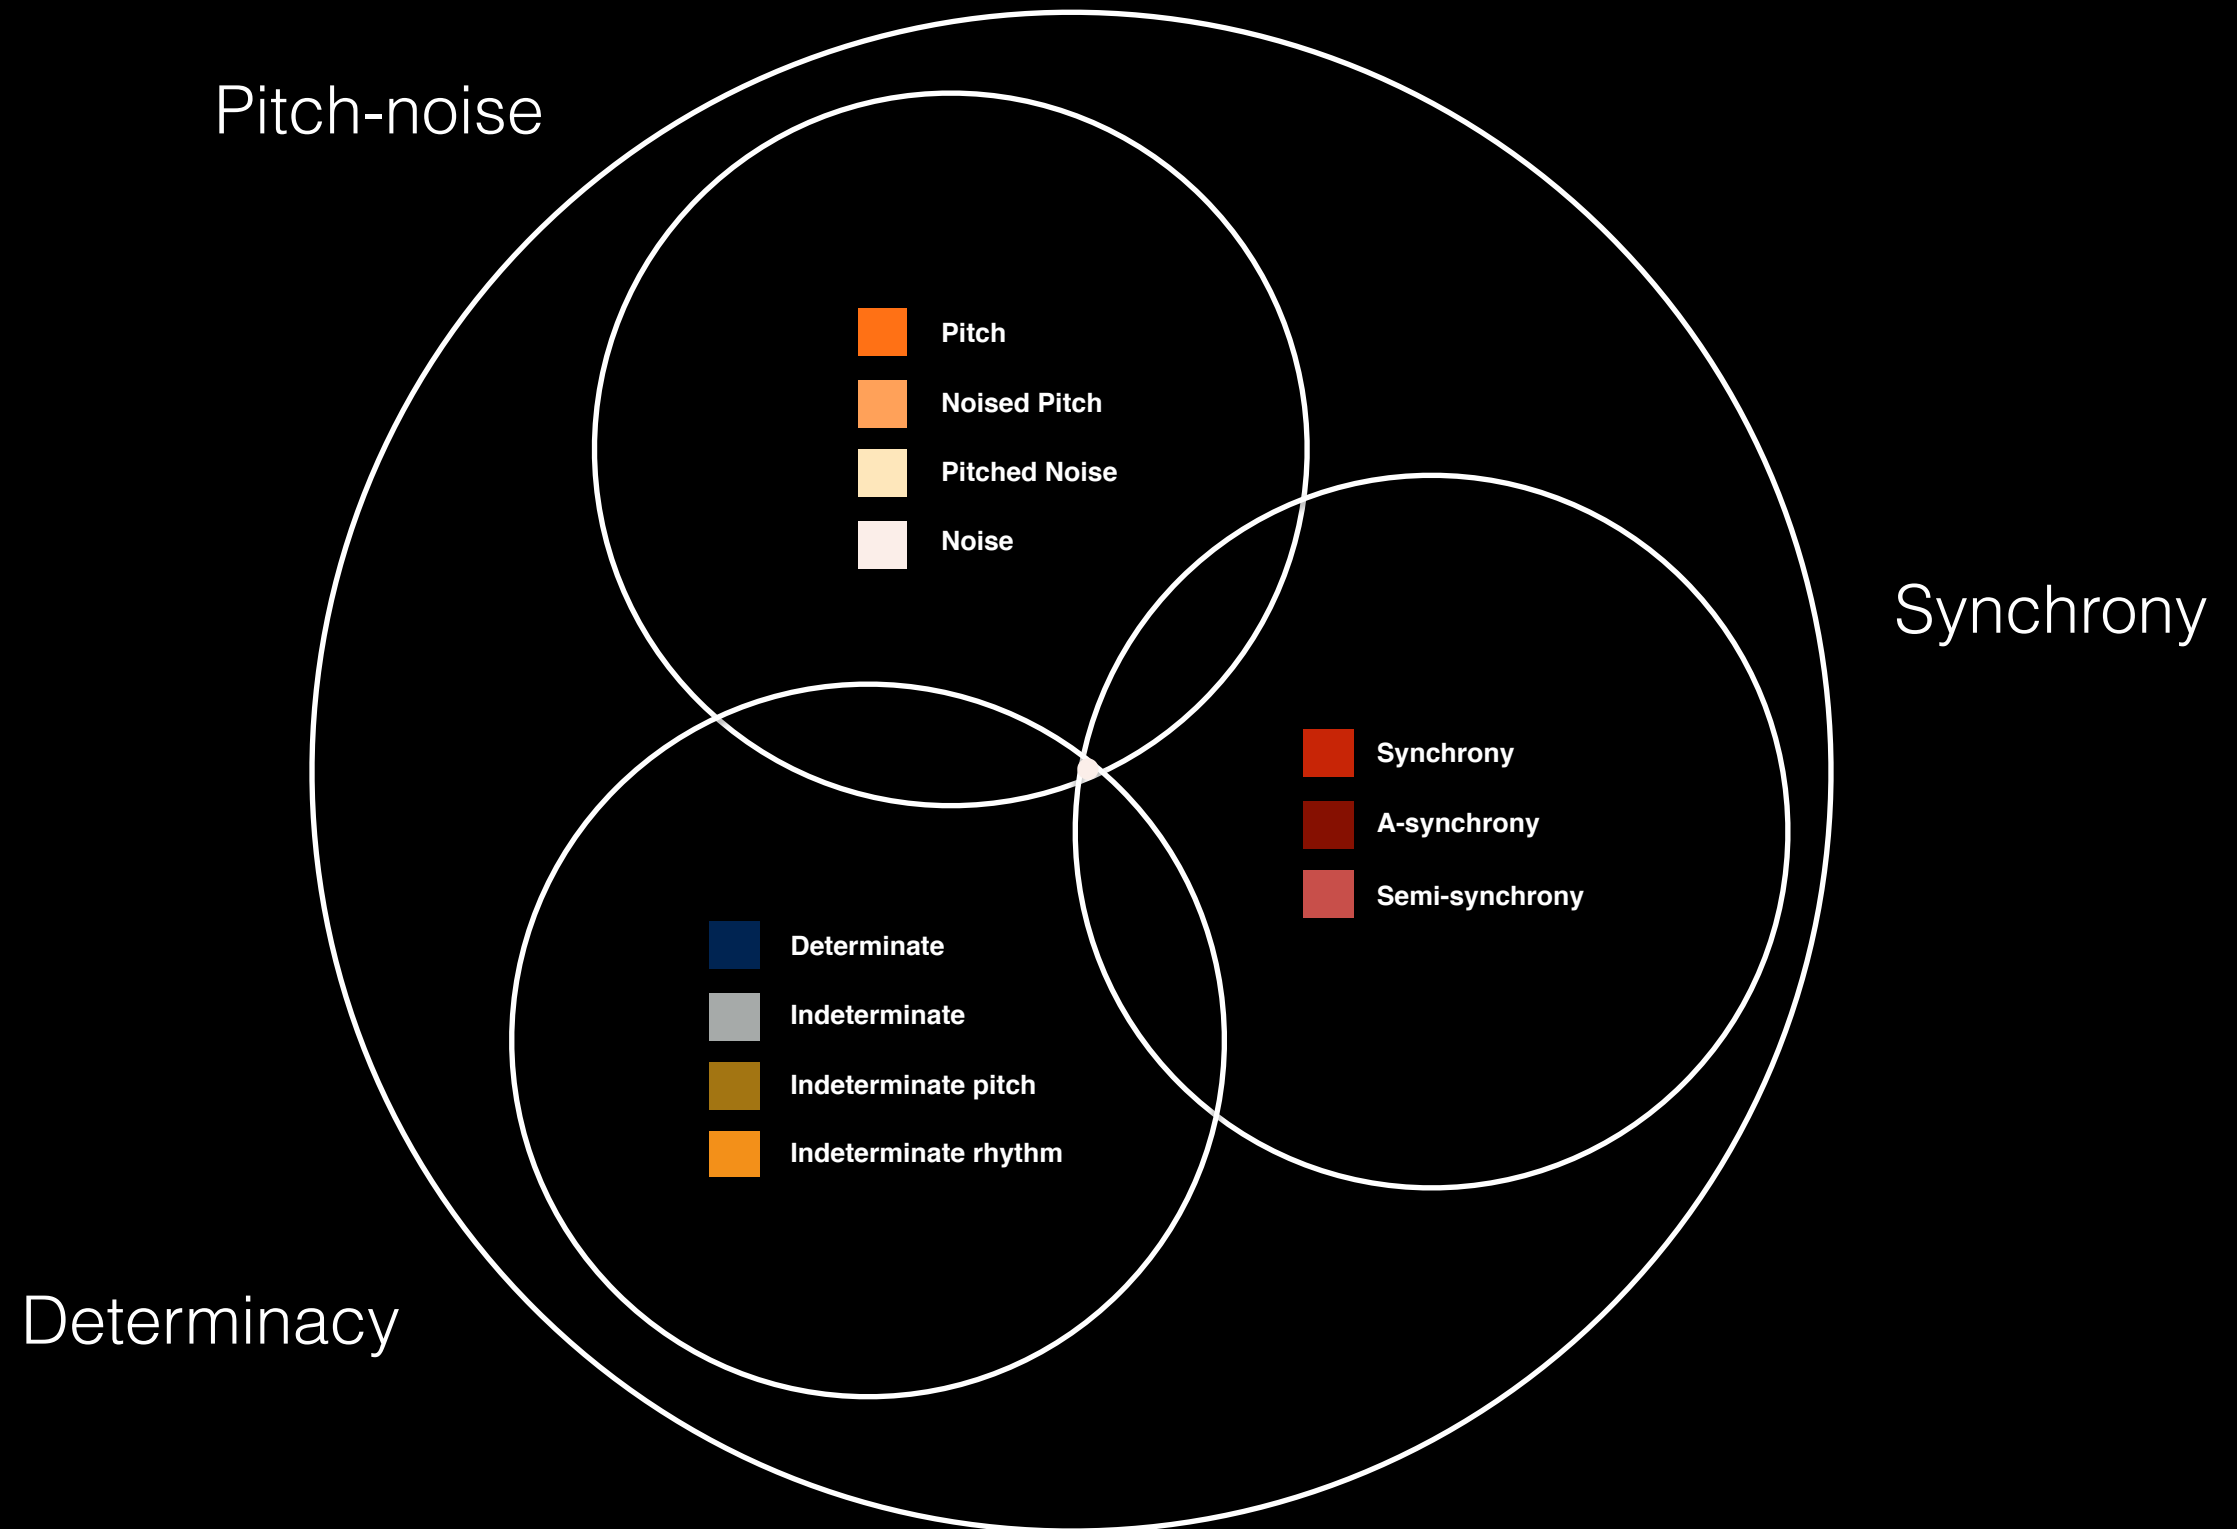 Pitch-noise
Pitch
Noised Pitch
Pitched Noise
Noise
Synchrony
Synchrony
A-synchrony
Semi-synchrony
Determinate
Indeterminate
Indeterminate pitch
Indeterminate rhythm
Determinacy